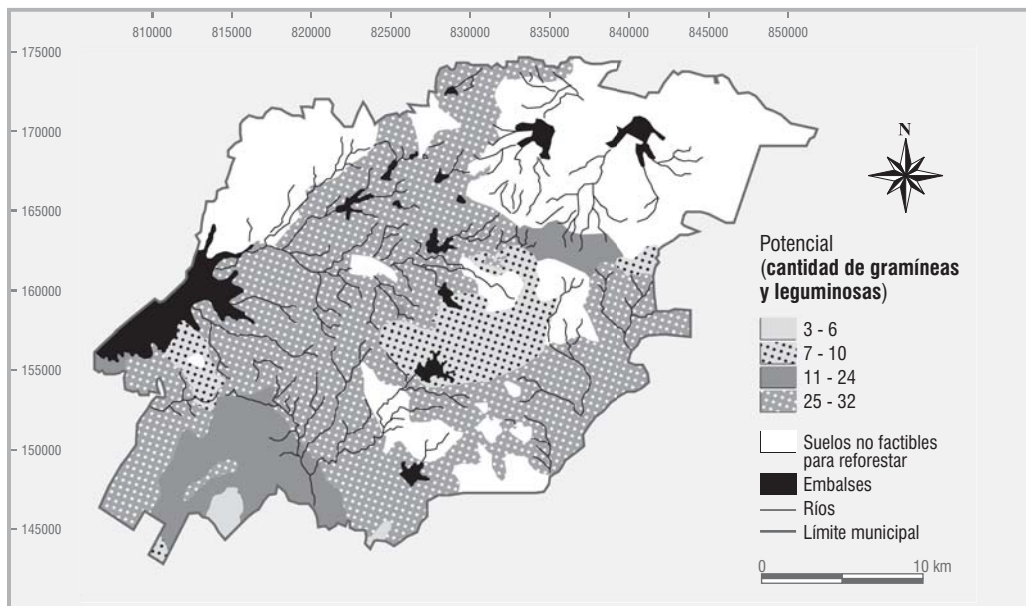 810000 815000 820000 825000 830000 835000 840000 845000 850000
175000
170000
165000
160000
155000
150000
145000
N
Potencial
(cantidad de gramíneas
y leguminosas)
3 - 6
7 - 10
11 - 24
25 - 32
Suelos no factibles
para reforestar
Embalses
Ríos
Límite municipal
0 10 km